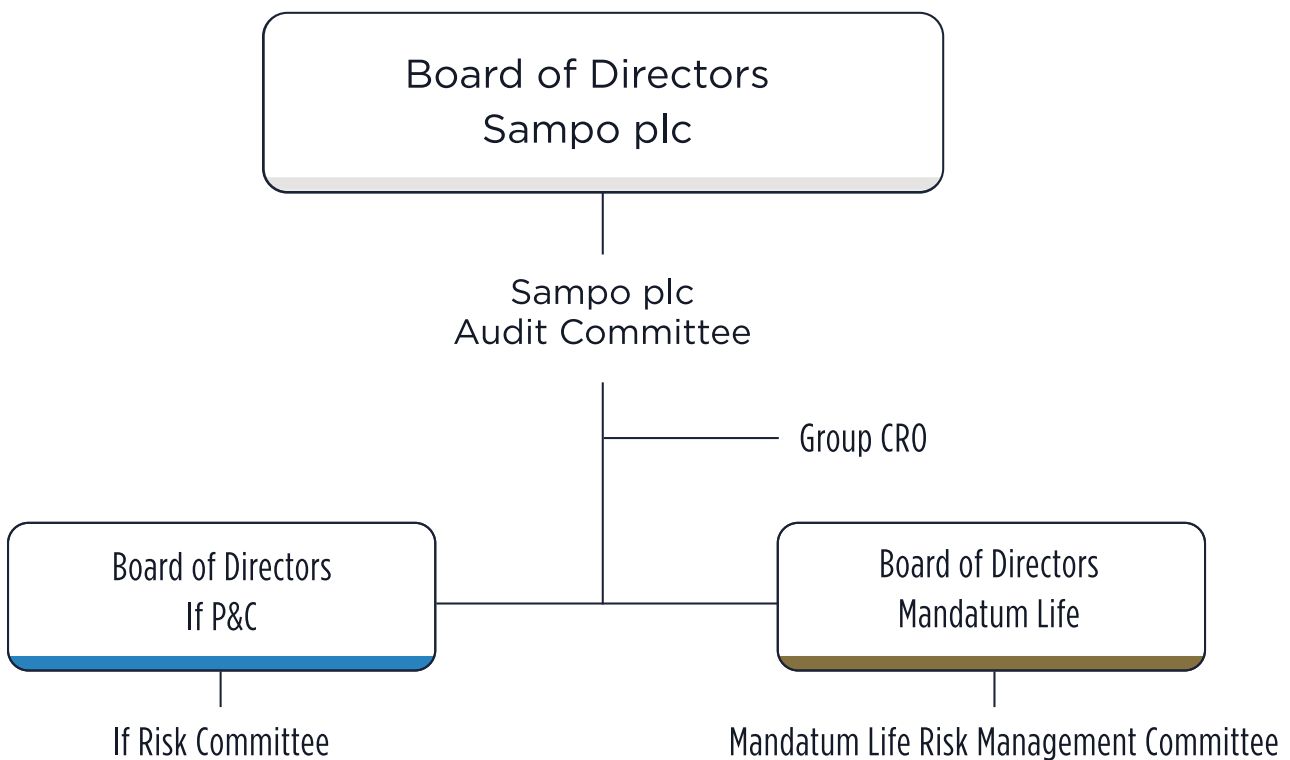 Board of Directors
Sampo plc
Sampo plc
Audit Committee
Group CRO
Board of Directors
If P&C
Board of Directors
Mandatum Life
If Risk Committee
Mandatum Life Risk Management Committee